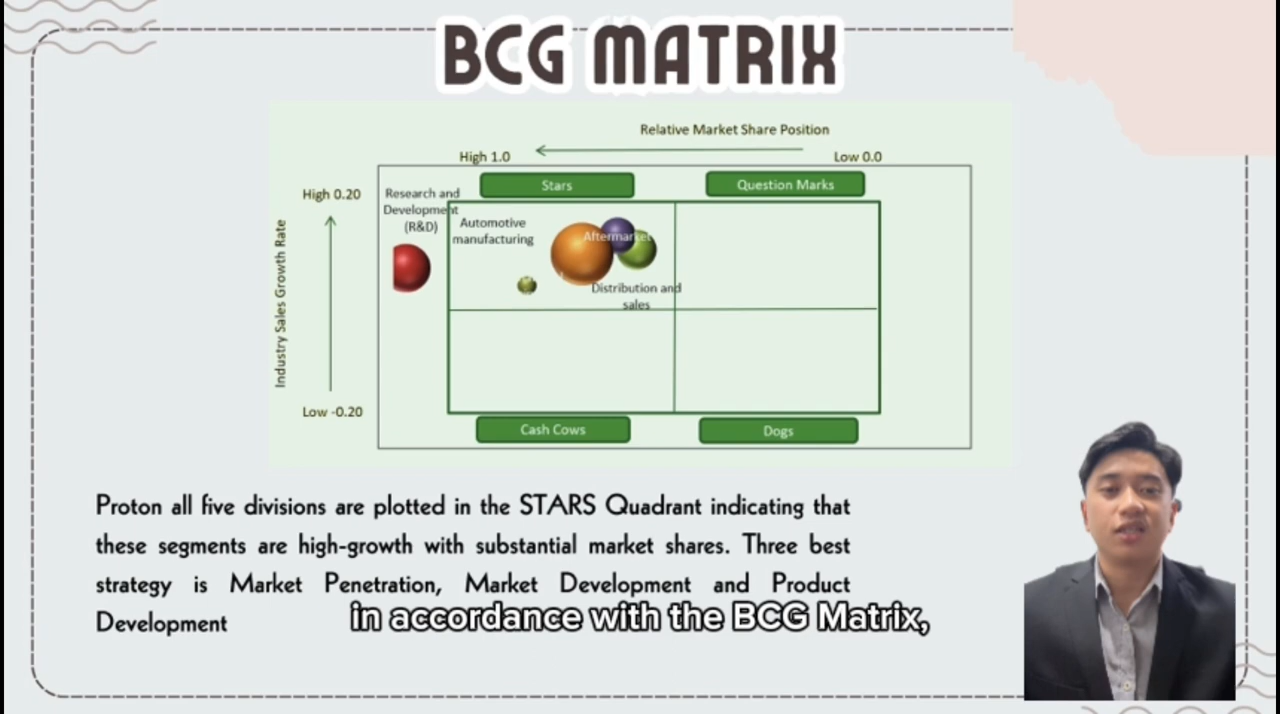 BCG MATRIX
Relative Market Share Position
High 1.0
Low 0.0
Stars
Question Marks
High 0.20
Research and
Development
(R&D)
Automotive
manufacturing
Aftermarket
Distribution and
sales
Industry Sales Growth Rate
Low -0.20
Cash Cows
Dogs
Proton all five divisions are plotted in the STARS Quadrant indicating that
these segments are high-growth with substantial market shares. Three best
strategy is Market Penetration, Market Development and Product
Development
in accordance with the BCG Matrix,